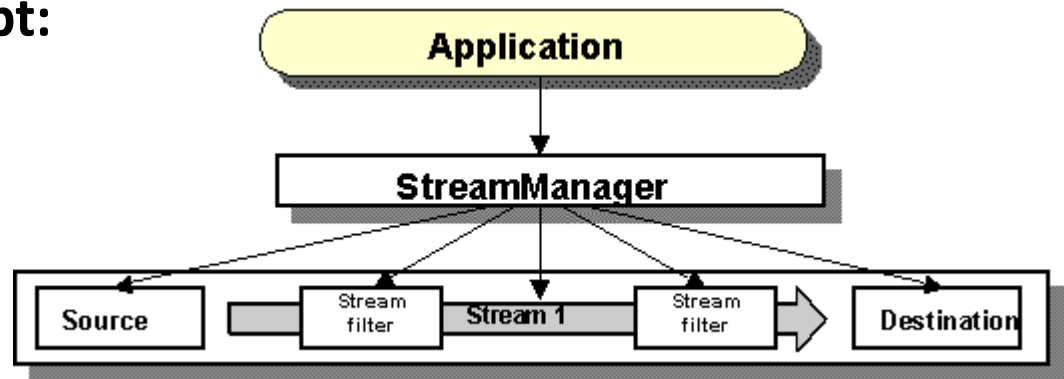 pt:
Application
StreamManager
Source
Stream
filter
Stream 1
Stream
filter
Destination